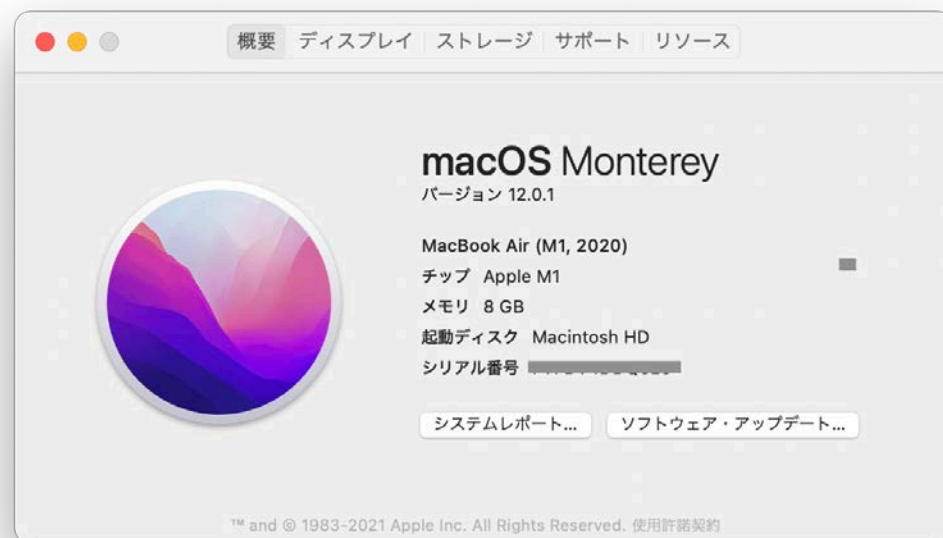 概要 ディスプレイ ストレージ サポート リソース
macOS Monterey
バージョン 12.0.1
MacBook Air (M1, 2020)
チップ Apple M1
メモリ 8 GB
起動ディスク Macintosh HD
シリアル番号
システムレポート...
ソフトウェア・アップデート...
™ and © 1983-2021 Apple Inc. All Rights Reserved. 使用許諾契約